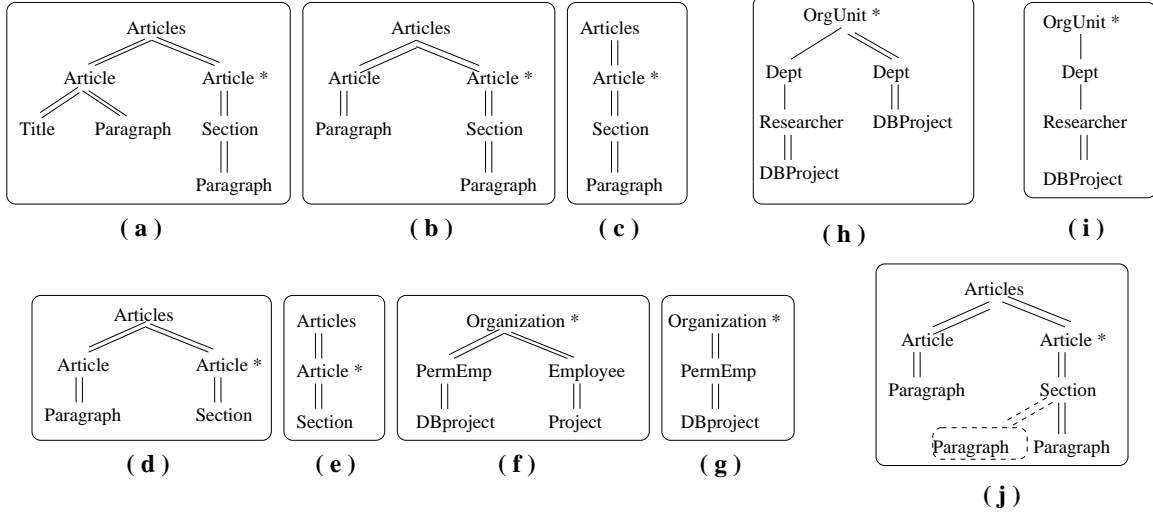 Articles
Article
Article *
Title
Paragraph
Section
Paragraph
( a )
Articles
Article
Article *
Paragraph
Section
Paragraph
( b )
Articles
Article *
Section
Paragraph
( c )
OrgUnit *
Dept
Dept
Researcher
DBProject
DBProject
( h )
OrgUnit *
Dept
Researcher
DBProject
( i )
Articles
Article
Article *
Paragraph
Section
( d )
Articles
Article *
Section
( e )
Organization *
PermEmp
Employee
DBproject
Project
( f )
Organization *
PermEmp
DBproject
( g )
Articles
Article
Article *
Paragraph
Section
Paragraph
Paragraph
( j )